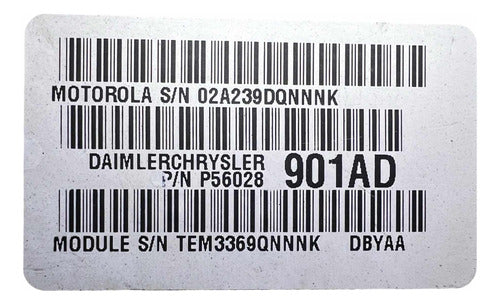 MOTOROLA S/N 02A239DQNNNK
DAIMLERCHRYSLER
P/N P56028 901AD
MODULE S/N TEM3369QNNNK DBYAA